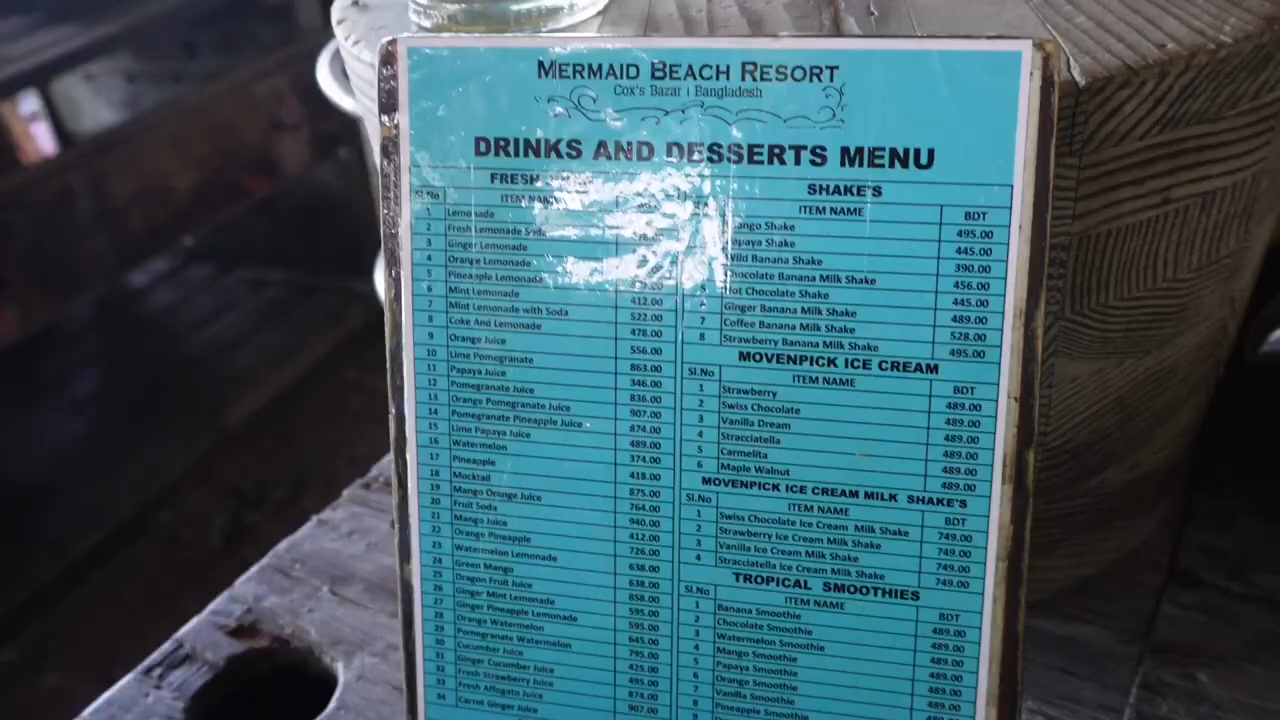 MERMAID BEACH RESORT
Cox's Bazar | Bangladesh
DRINKS AND DESSERTS MENU
FRESH
Sl.No ITEM NAME
1 Lemonade
2 Fresh Lemonade Soda
3 Ginger Lemonade
4 Orange Lemonade
5 Pineapple Lemonade
6 Mint Lemonade 412.00
7 Mint Lemonade with Soda 522.00
8 Coke And Lemonade 478.00
9 Orange Juice 556.00
10 Lime Pomegranate 863.00
11 Papaya Juice 346.00
12 Pomegranate Juice 836.00
13 Orange Pomegranate Juice 907.00
14 Pomegranate Pineapple Juice 874.00
15 Lime Papaya Juice 489.00
16 Watermelon 374.00
17 Pineapple 418.00
18 Mocktail 875.00
19 Mango Orange Juice 764.00
20 Fruit Soda 940.00
21 Mango Juice 412.00
22 Orange Pineapple 726.00
23 Watermelon Lemonade 638.00
24 Green Mango 638.00
25 Dragon Fruit Juice 858.00
26 Ginger Mint Lemonade 595.00
27 Ginger Pineapple Lemonade 595.00
28 Orange Watermelon 645.00
29 Pomegranate Watermelon 795.00
30 Cucumber Juice 425.00
31 Ginger Cucumber Juice 495.00
32 Fresh Strawberry Juice 874.00
33 Fresh Affogato Juice 907.00
34 Carrot Ginger Juice
SHAKE'S
ITEM NAME BDT
Mango Shake 495.00
Papaya Shake 445.00
Wild Banana Shake 390.00
Chocolate Banana Milk Shake 456.00
Hot Chocolate Shake 445.00
Ginger Banana Milk Shake 489.00
7 Coffee Banana Milk Shake 528.00
8 Strawberry Banana Milk Shake 495.00
MOVENPICK ICE CREAM
Sl.No ITEM NAME BDT
1 Strawberry 489.00
2 Swiss Chocolate 489.00
3 Vanilla Dream 489.00
4 Stracciatella 489.00
5 Carmelita 489.00
6 Maple Walnut 489.00
MOVENPICK ICE CREAM MILK SHAKE'S
Sl.No ITEM NAME BDT
1 Swiss Chocolate Ice Cream Milk Shake 749.00
2 Strawberry Ice Cream Milk Shake 749.00
3 Vanilla Ice Cream Milk Shake 749.00
4 Stracciatella Ice Cream Milk Shake 749.00
TROPICAL SMOOTHIES
Sl.No ITEM NAME BDT
1 Banana Smoothie 489.00
2 Chocolate Smoothie 489.00
3 Watermelon Smoothie 489.00
4 Mango Smoothie 489.00
5 Papaya Smoothie 489.00
6 Orange Smoothie 489.00
7 Vanilla Smoothie 489.00
8 Pineapple Smoothie
9